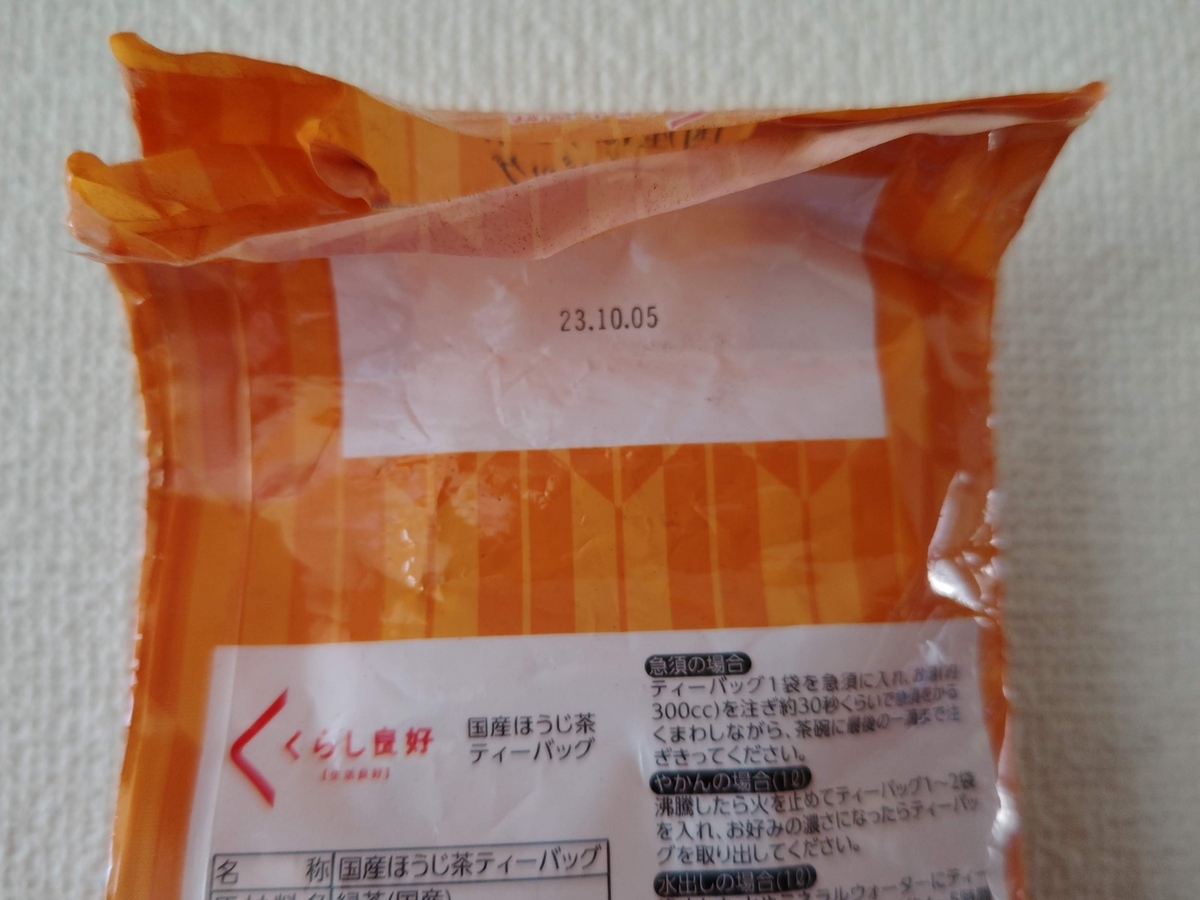 23.10.05
くらし良好
国産ほうじ茶
ティーバッグ
名 称 国産ほうじ茶ティーバッグ
緑茶(国産)
急須の場合
ティーバッグ1袋を急須に入れ、
300cc)を注ぎ約30秒くらいで
くまわしながら、茶碗に最後の一滴まで注
ぎきってください。
やかんの場合(1ℓ)
沸騰したら火を止めてティーバッグ1〜2袋
を入れ、お好みの濃さになったらティーバッ
グを取り出してください。
水出しの場合(1ℓ)